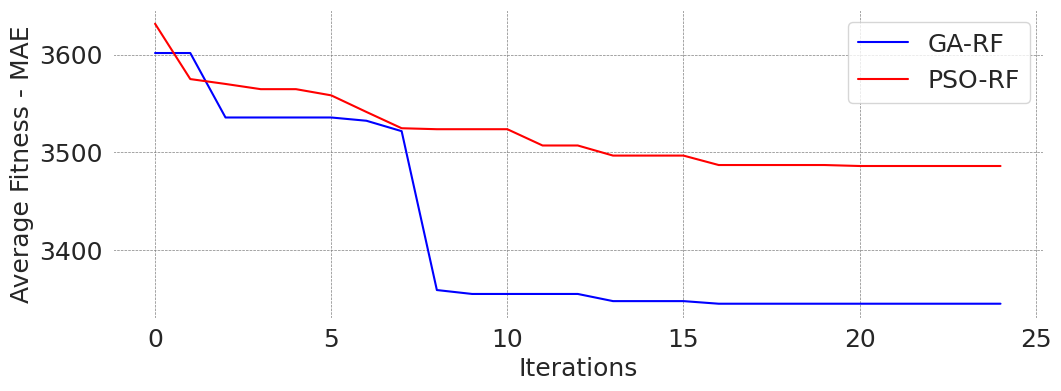 Average Fitness - MAE
3600
3500
3400
GA-RF
PSO-RF
0 5 10 15 20 25
Iterations